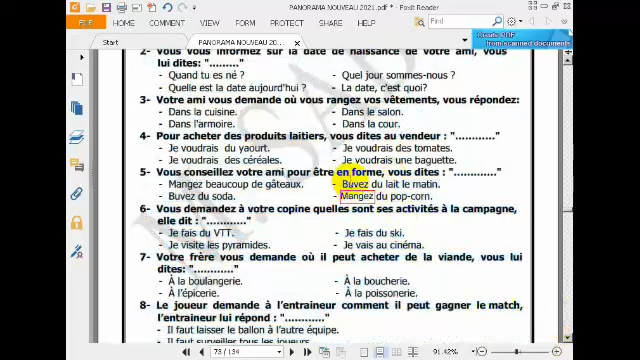 PANORAMA NOUVEAU 2021.pdf * - Foxit Reader
FILE HOME COMMENT VIEW FORM PROTECT SHARE HELP Find
Create PDF
from scanned documents
Start PANORAMA NOUVEAU 2021.p...
2- Vous vous informez sur la date de naissance de votre ami, vous
lui dites: "........."
- Quand tu es né ? - Quel jour sommes-nous ?
- Quelle est la date aujourd'hui ? - La date, c'est quoi?
3- Votre ami vous demande où vous rangez vos vêtements, vous répondez:
- Dans la cuisine. - Dans le salon.
- Dans l'armoire. - Dans la cour.
4- Pour acheter des produits laitiers, vous dites au vendeur : "............"
- Je voudrais du yaourt. - Je voudrais des tomates.
- Je voudrais des céréales. - Je voudrais une baguette.
5- Vous conseillez votre ami pour être en forme, vous dites : "............"
- Mangez beaucoup de gâteaux. - Buvez du lait le matin.
- Buvez du soda. - Mangez du pop-corn.
6- Vous demandez à votre copine quelles sont ses activités à la campagne,
elle dit : "............"
- Je fais du VTT. - Je fais du ski.
- Je visite les pyramides. - Je vais au cinéma.
7- Votre frère vous demande où il peut acheter de la viande, vous lui
dites: "............"
- À la boulangerie. - À la boucherie.
- À l'épicerie. - À la poissonerie.
8- Le joueur demande à l'entraineur comment il peut gagner le match,
l'entraineur lui répond : "............"
- Il faut laisser le ballon à l'autre équipe.
- Il faut surveiller tous les joueurs.
73 / 134 91.42%